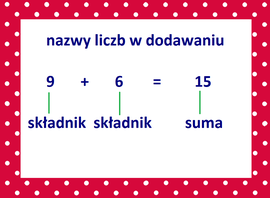 nazwy liczb w dodawaniu
9 + 6 = 15
składnik składnik suma